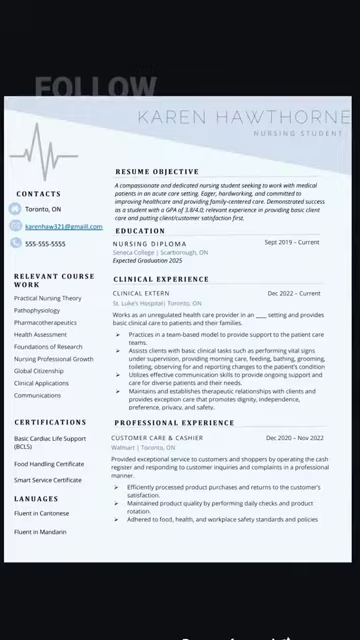 FOLLOW
KAREN HAWTHORNE
NURSING STUDENT
CONTACTS
Toronto, ON
karenhaw321@gmaill.com
555-555-5555
RELEVANT COURSE
WORK
Practical Nursing Theory
Pathophysiology
Pharmacotherapeutics
Health Assessment
Foundations of Research
Nursing Professional Growth
Global Citizenship
Clinical Applications
Communications
CERTIFICATIONS
Basic Cardiac Life Support
(BCLS)
Food Handling Certificate
Smart Service Certificate
LANUAGES
Fluent in Cantonese
Fluent in Mandarin
RESUME OBJECTIVE
A compassionate and dedicated nursing student seeking to work with medical
patients in an acute care setting. Eager, hardworking, and committed to
improving healthcare and providing family-centered care. Demonstrated success
as a student with a GPA of 3.8/4.0; relevant experience in providing basic client
care and putting client/customer satisfaction first.
EDUCATION
NURSING DIPLOMA Sept 2019 – Current
Seneca College | Scarborough, ON
Expected Graduation 2025
CLINICAL EXPERIENCE
CLINICAL EXTERN Dec 2022 – Current
St. Luke's Hospital| Toronto, ON
Works as an unregulated health care provider in an ____ setting and provides
basic clinical care to patients and their families.
➢ Practices in a team-based model to provide support to the patient care
teams.
➢ Assists clients with basic clinical tasks such as performing vital signs
under supervision, providing morning care, feeding, bathing, grooming,
toileting, observing for and reporting changes to the patient's condition
➢ Utilizes effective communication skills to provide ongoing support and
care for diverse patients and their needs.
➢ Maintains and establishes therapeutic relationships with clients and
provides exception care that promotes dignity, independence,
preference, privacy, and safety.
PROFESSIONAL EXPERIENCE
CUSTOMER CARE & CASHIER Dec 2020 – Nov 2022
Walmart | Toronto, ON
Provided exceptional service to customers and shoppers by operating the cash
register and responding to customer inquiries and complaints in a professional
manner.
➢ Efficiently processed product purchases and returns to the customer's
satisfaction.
➢ Maintained product quality by performing daily checks and product
rotation.
➢ Adhered to food, health, and workplace safety standards and policies